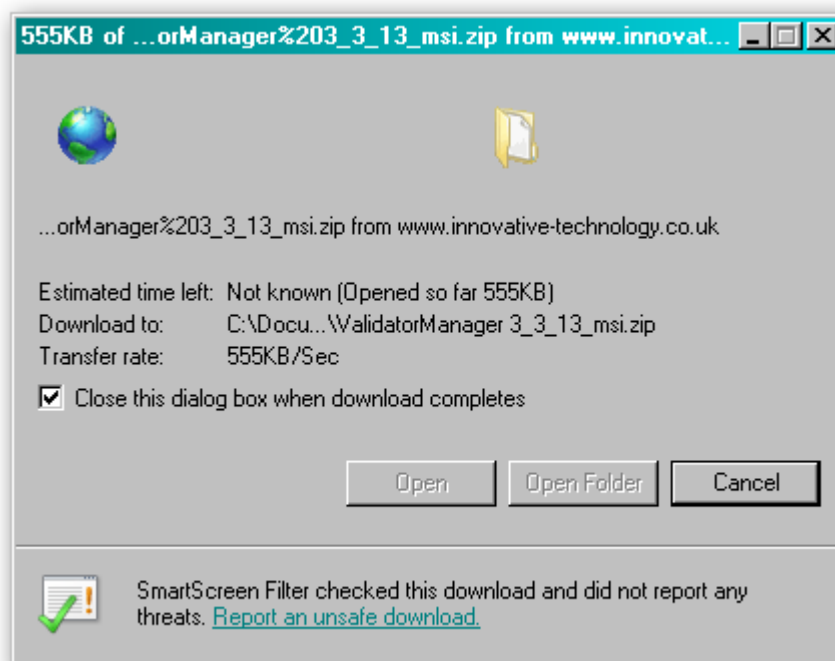 555KB of ...orManager%203_3_13_msi.zip from www.innovat...
...orManager%203_3_13_msi.zip from www.innovative-technology.co.uk
Estimated time left: Not known (Opened so far 555KB)
Download to: C:\Docu...\ValidatorManager 3_3_13_msi.zip
Transfer rate: 555KB/Sec
Close this dialog box when download completes
Open Open Folder Cancel
SmartScreen Filter checked this download and did not report any
threats. Report an unsafe download.